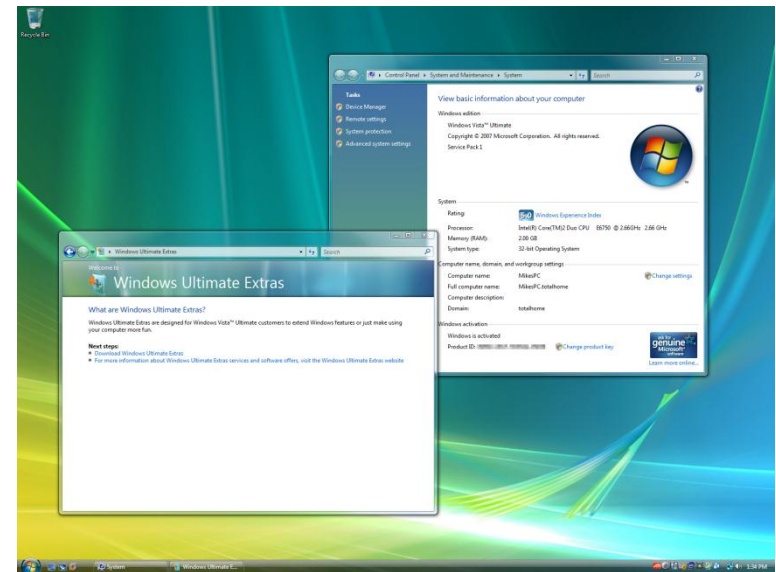 Recycle Bin
Control Panel ▸ System and Maintenance ▸ System
Search
Tasks
Device Manager
Remote settings
System protection
Advanced system settings
View basic information about your computer
Windows edition
Windows Vista™ Ultimate
Copyright © 2007 Microsoft Corporation. All rights reserved.
Service Pack 1
System
Rating: 5.0 Windows Experience Index
Processor: Intel(R) Core(TM)2 Duo CPU E6750 @ 2.66GHz 2.66 GHz
Memory (RAM): 2.00 GB
System type: 32-bit Operating System
Computer name, domain, and workgroup settings
Computer name: MikesPC
Change settings
Full computer name: MikesPC.totalhome
Computer description:
Domain: totalhome
Windows activation
Windows is activated
Product ID:
Change product key
ask for
genuine
Microsoft
software
Learn more online...
Windows Ultimate Extras
Search
Welcome to
Windows Ultimate Extras
What are Windows Ultimate Extras?
Windows Ultimate Extras are designed for Windows Vista™ Ultimate customers to extend Windows features or just make using
your computer more fun.
Next steps:
Download Windows Ultimate Extras
For more information about Windows Ultimate Extras services and software offers, visit the Windows Ultimate Extras website
System
Windows Ultimate E...
1:34 PM